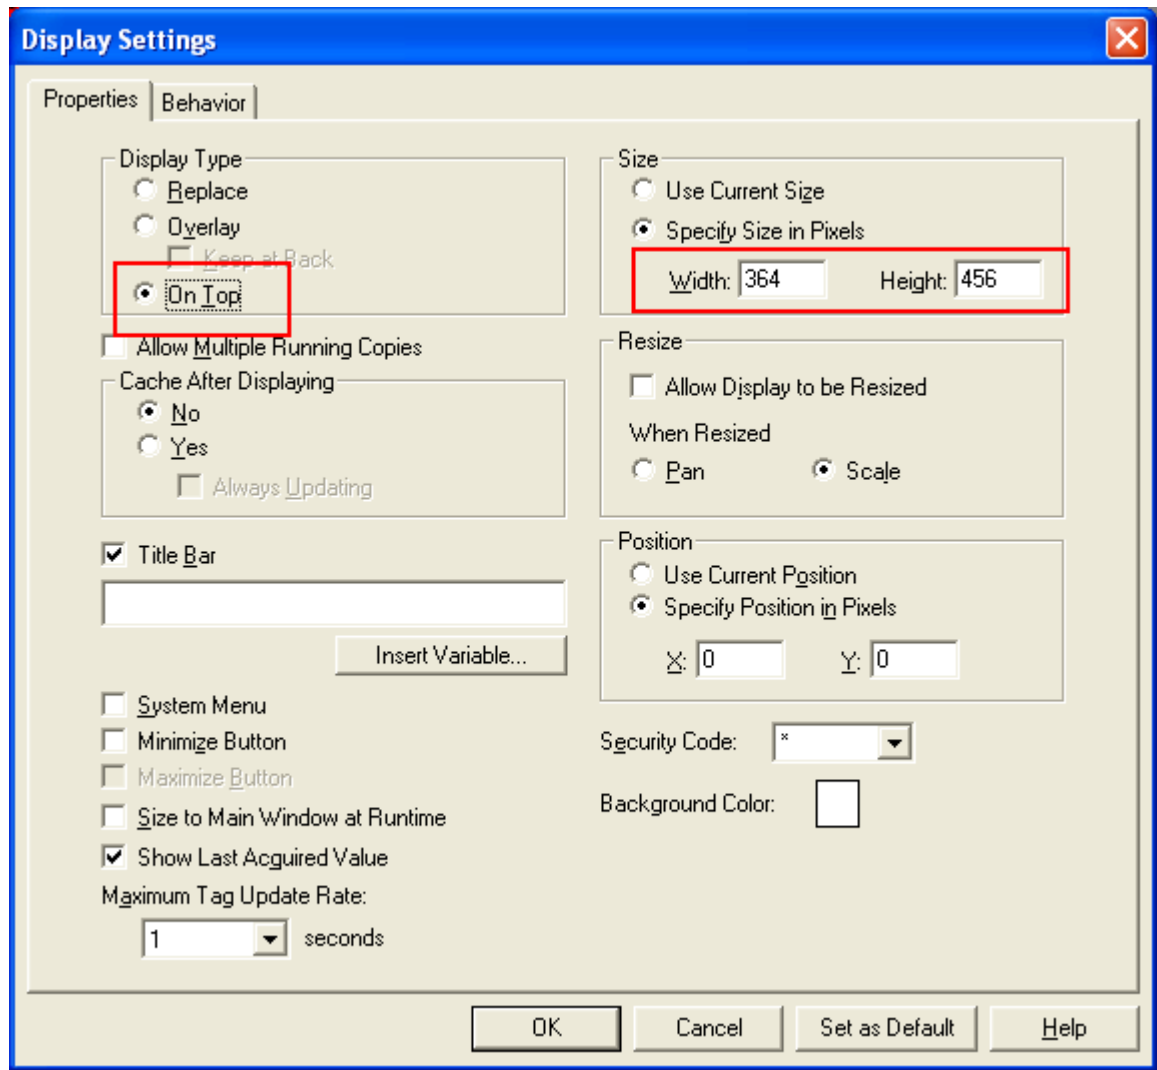 Display Settings
Properties
Behavior
Display Type
Replace
Overlay
Keep at Back
On Top
Allow Multiple Running Copies
Cache After Displaying
No
Yes
Always Updating
Title Bar
Insert Variable...
System Menu
Minimize Button
Maximize Button
Size to Main Window at Runtime
Show Last Acquired Value
Maximum Tag Update Rate:
1 seconds
Size
Use Current Size
Specify Size in Pixels
Width: 364 Height: 456
Resize
Allow Display to be Resized
When Resized
Pan Scale
Position
Use Current Position
Specify Position in Pixels
X: 0 Y: 0
Security Code: *
Background Color:
OK Cancel Set as Default Help